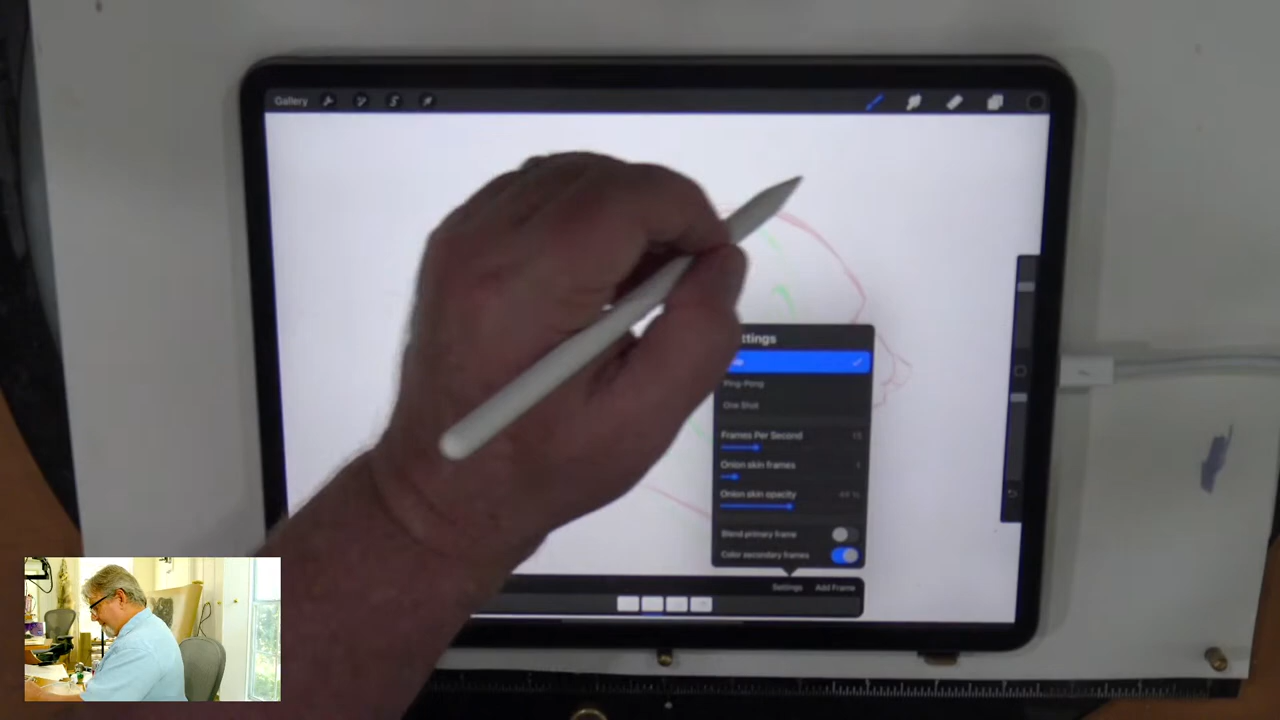 Gallery
ttings
Ping-Pong
One Shot
Frames Per Second 15
Onion skin frames
Onion skin opacity
Blend primary frame
Color secondary frames
Settings Add Frame